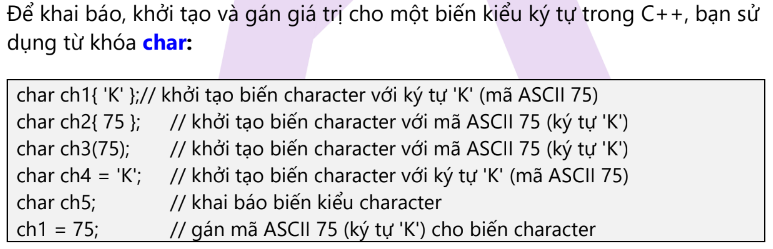 Để khai báo, khởi tạo và gán giá trị cho một biến kiểu ký tự trong C++, bạn sử
dụng từ khóa char:
char ch1{ 'K' };// khởi tạo biến character với ký tự 'K' (mã ASCII 75)
char ch2{ 75 }; // khởi tạo biến character với mã ASCII 75 (ký tự 'K')
char ch3(75); // khởi tạo biến character với mã ASCII 75 (ký tự 'K')
char ch4 = 'K'; // khởi tạo biến character với ký tự 'K' (mã ASCII 75)
char ch5; // khai báo biến kiểu character
ch1 = 75; // gán mã ASCII 75 (ký tự 'K') cho biến character